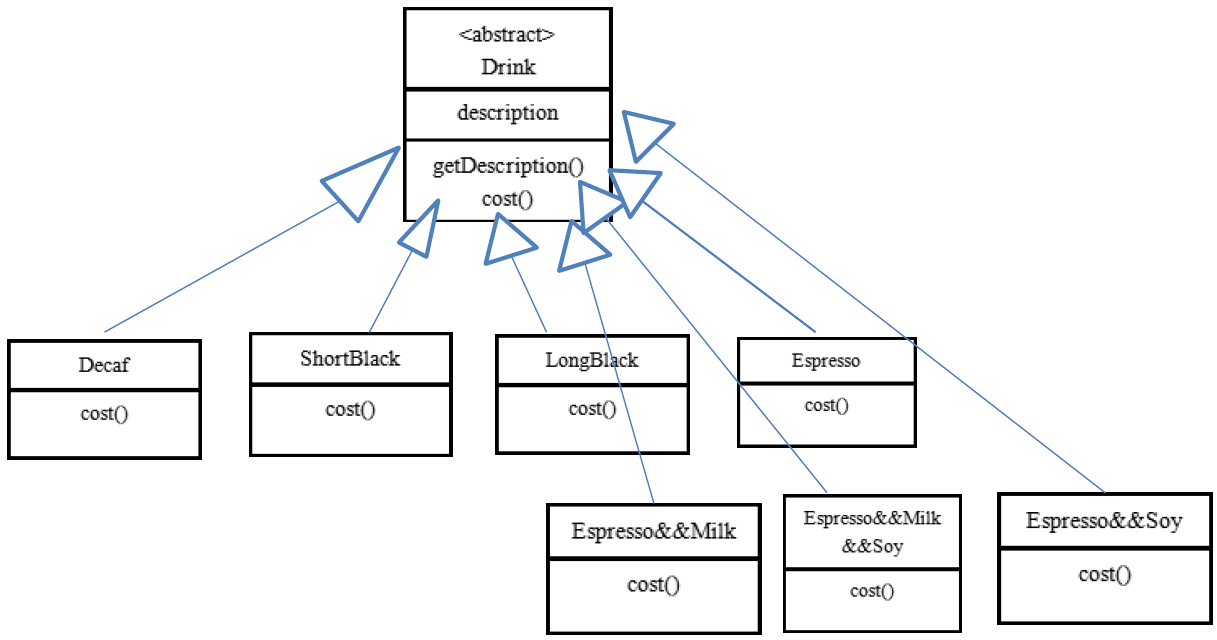 <abstract>
Drink
description
getDescription()
cost()
Decaf
cost()
ShortBlack
cost()
LongBlack
cost()
Espresso
cost()
Espresso&&Milk
cost()
Espresso&&Milk
&&Soy
cost()
Espresso&&Soy
cost()